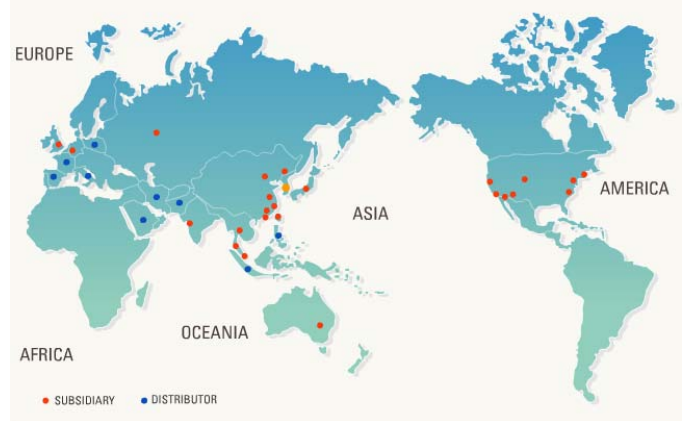 EUROPE
AMERICA
ASIA
OCEANIA
AFRICA
SUBSIDIARY DISTRIBUTOR